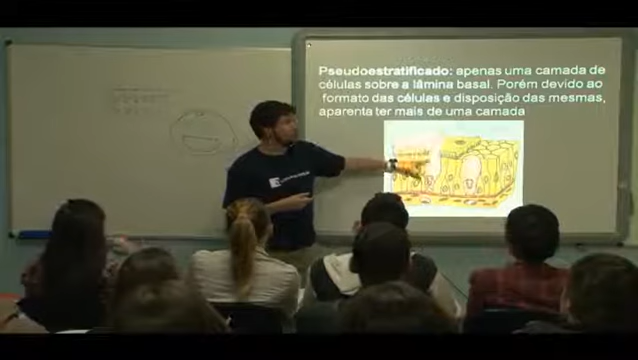 Pseudoestratificado: apenas uma camada de
células sobre a lâmina basal. Porém devido ao
formato das células e disposição das mesmas,
aparenta ter mais de uma camada